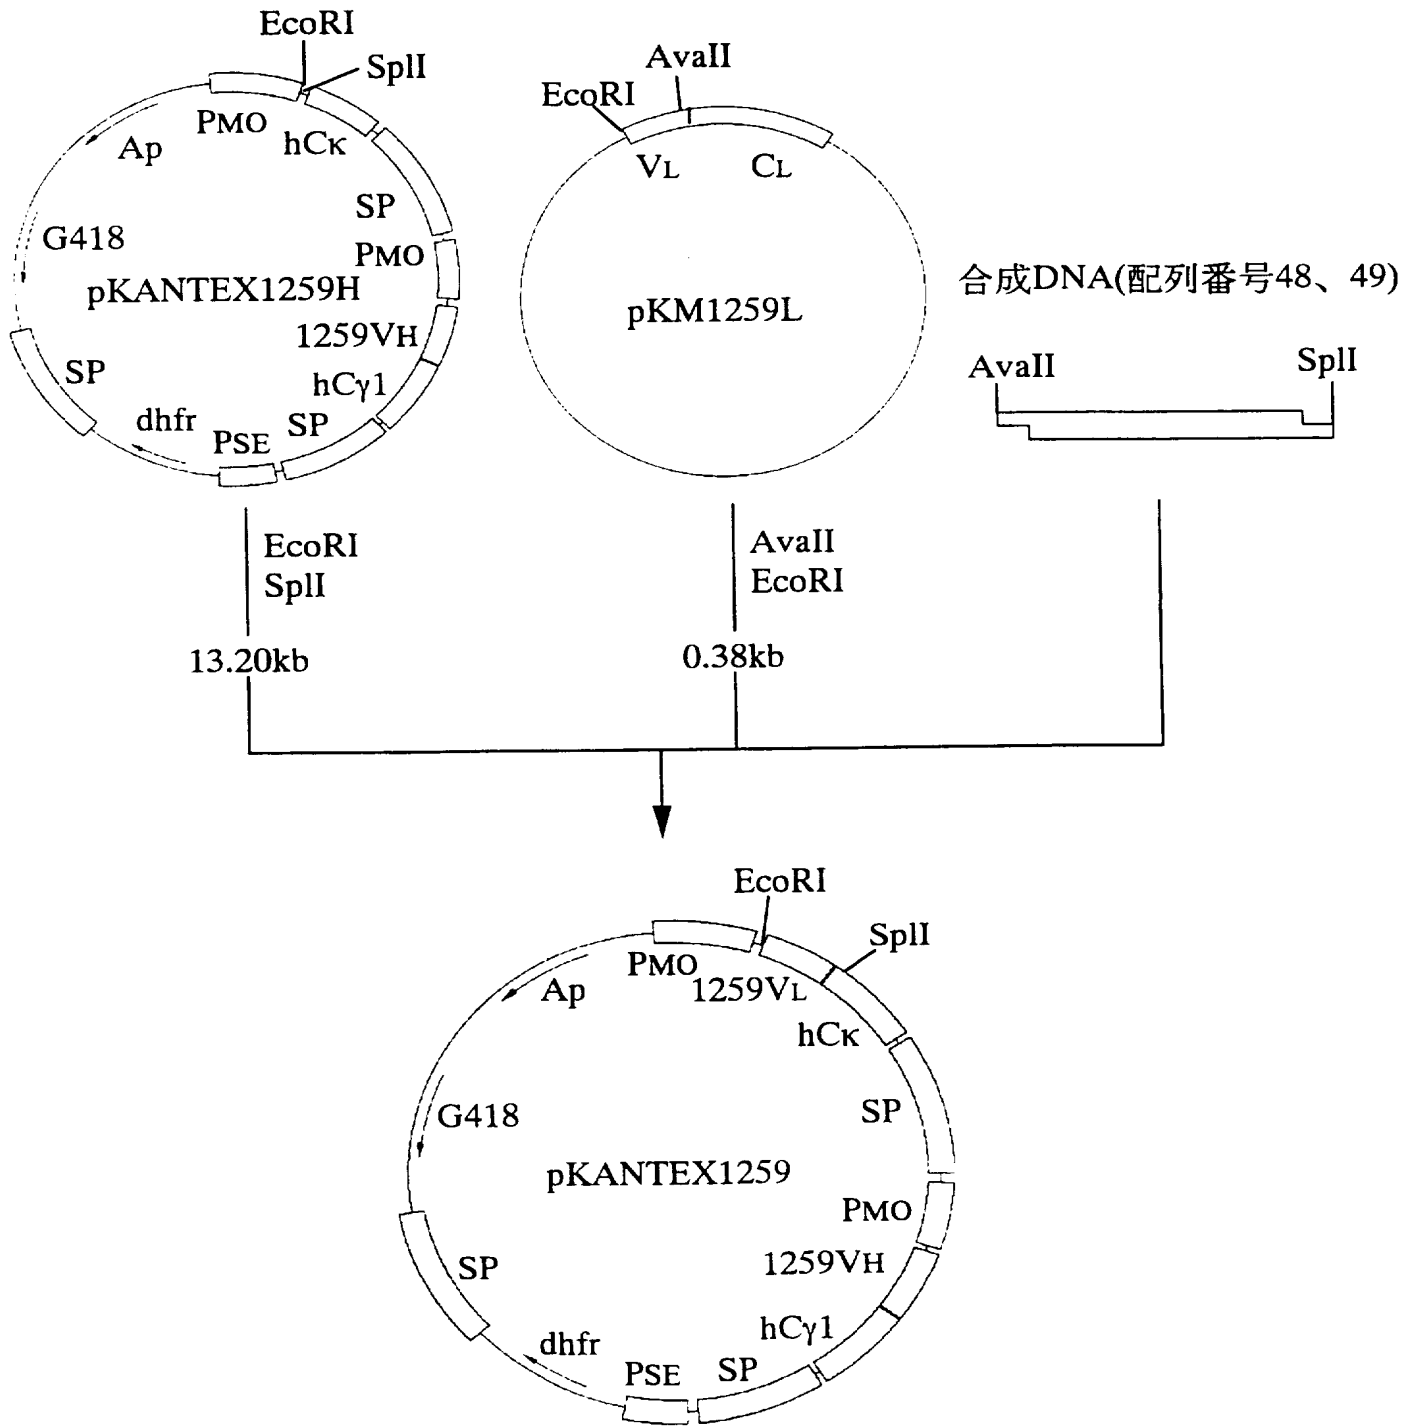 EcoRI
SplI
PMO
hCκ
Ap
SP
G418
PMO
pKANTEX1259H
1259VH
SP
hCγ1
dhfr
SP
PSE
AvaII
EcoRI
VL
CL
pKM1259L
合成DNA(配列番号48、49)
AvaII
SplI
EcoRI
SplI
13.20kb
AvaII
EcoRI
0.38kb
EcoRI
SplI
PMO
1259VL
Ap
hCκ
SP
G418
pKANTEX1259
PMO
1259VH
SP
hCγ1
dhfr
SP
PSE